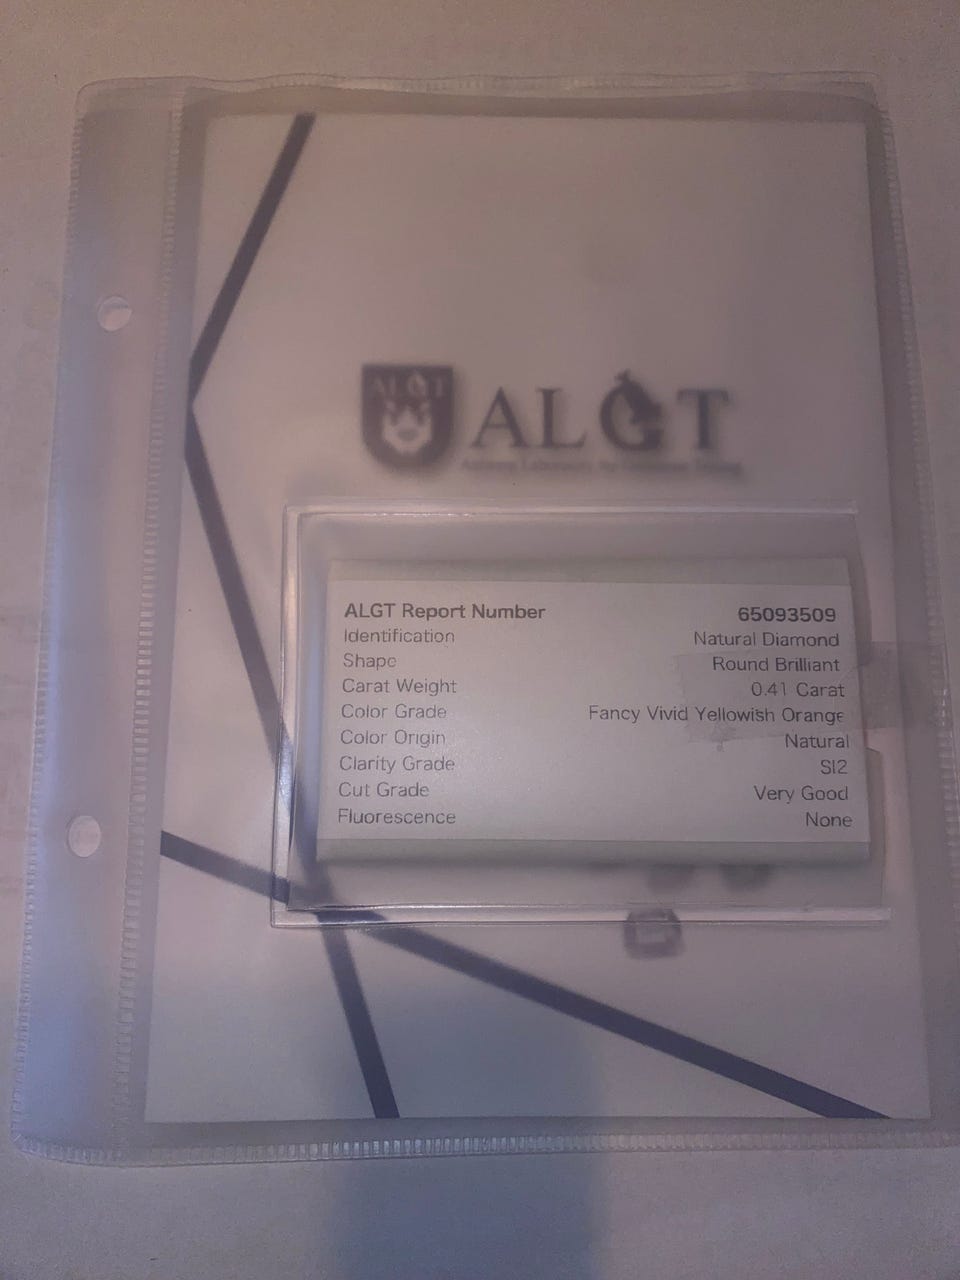 ALGT
ALGT
ALGT Report Number 65093509
Identification Natural Diamond
Shape Round Brilliant
Carat Weight 0.41 Carat
Color Grade Fancy Vivid Yellowish Orange
Color Origin Natural
Clarity Grade SI2
Cut Grade Very Good
Fluorescence None